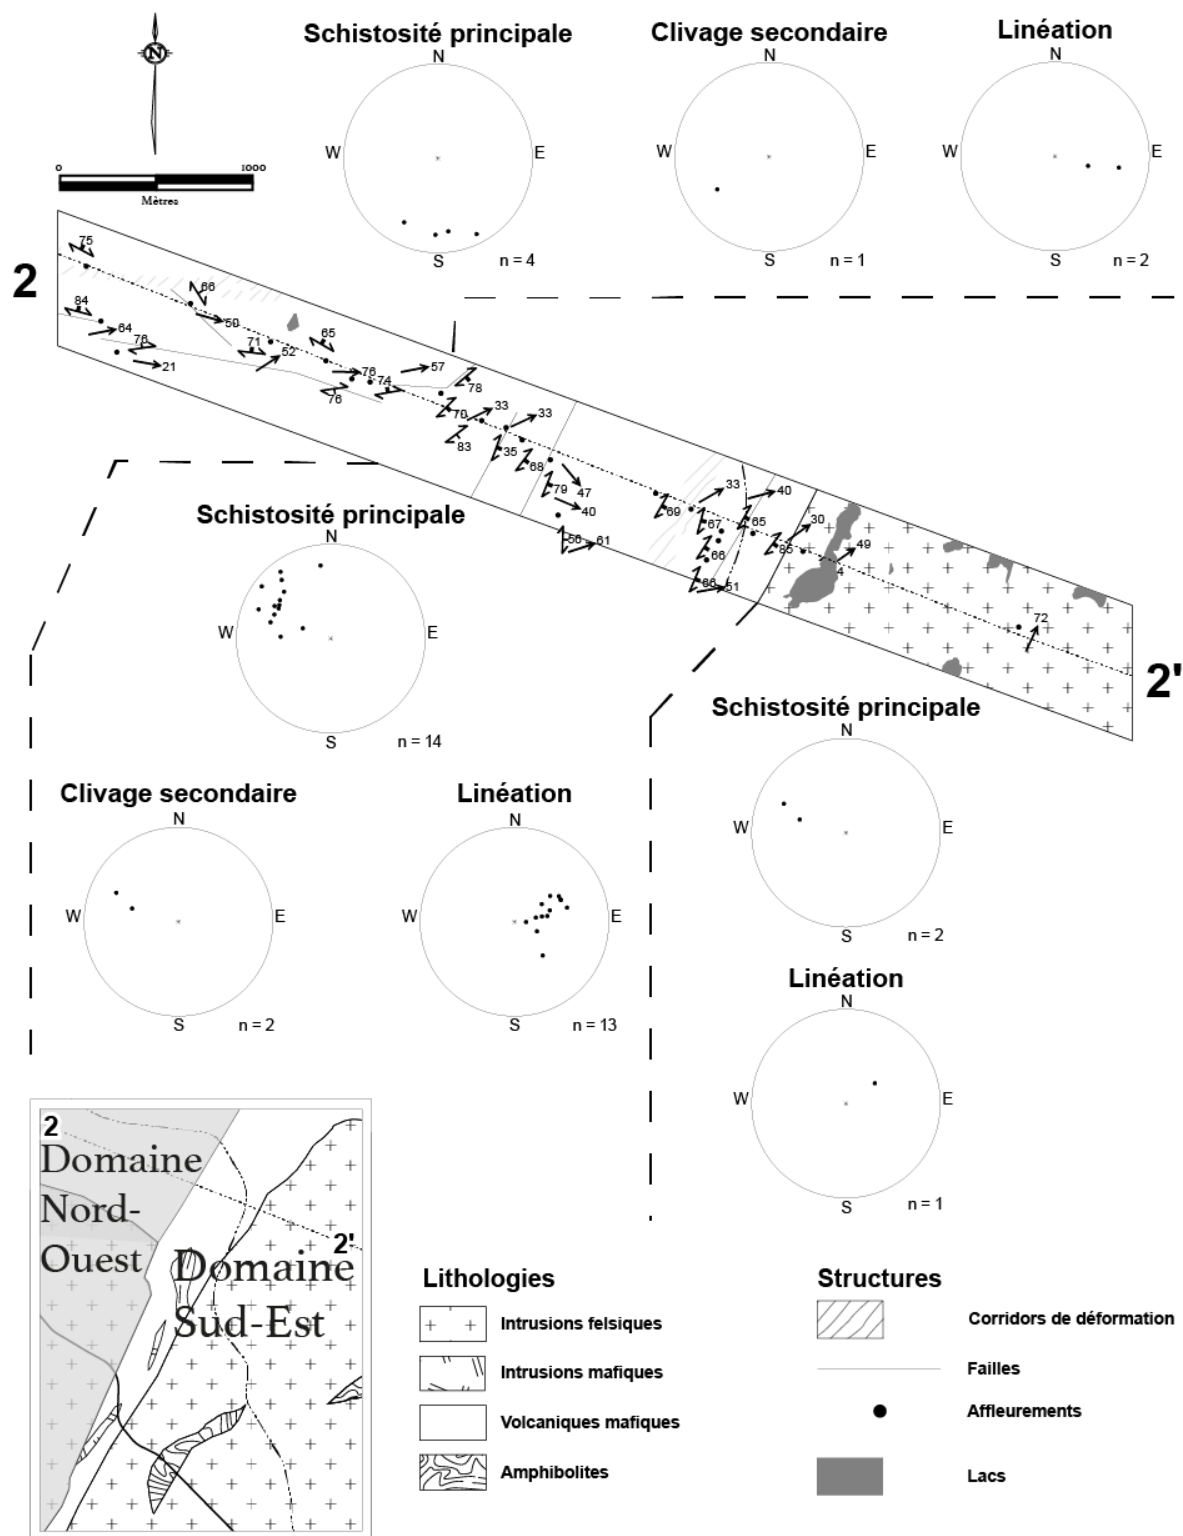 Schistosité principale
Clivage secondaire
Linéation
N
N
N
N
W
E
W
E
W
E
0
1000
Mètres
S
n = 4
S
n = 1
S
n = 2
2
75
66
84
50
64
76
71
65
52
21
76
57
74
76
78
70
33
33
83
35
68
79
47
40
56
61
69
33
40
67
65
30
66
85
49
4
68
51
72
2'
Schistosité principale
N
W
E
S
n = 14
Schistosité principale
N
W
E
S
n = 2
Clivage secondaire
Linéation
N
N
W
E
W
E
S
n = 2
S
n = 13
Linéation
N
W
E
S
n = 1
2
Domaine
Nord-
Ouest
2'
Domaine
Sud-Est
Lithologies
Intrusions felsiques
Intrusions mafiques
Volcaniques mafiques
Amphibolites
Structures
Corridors de déformation
Failles
Affleurements
Lacs